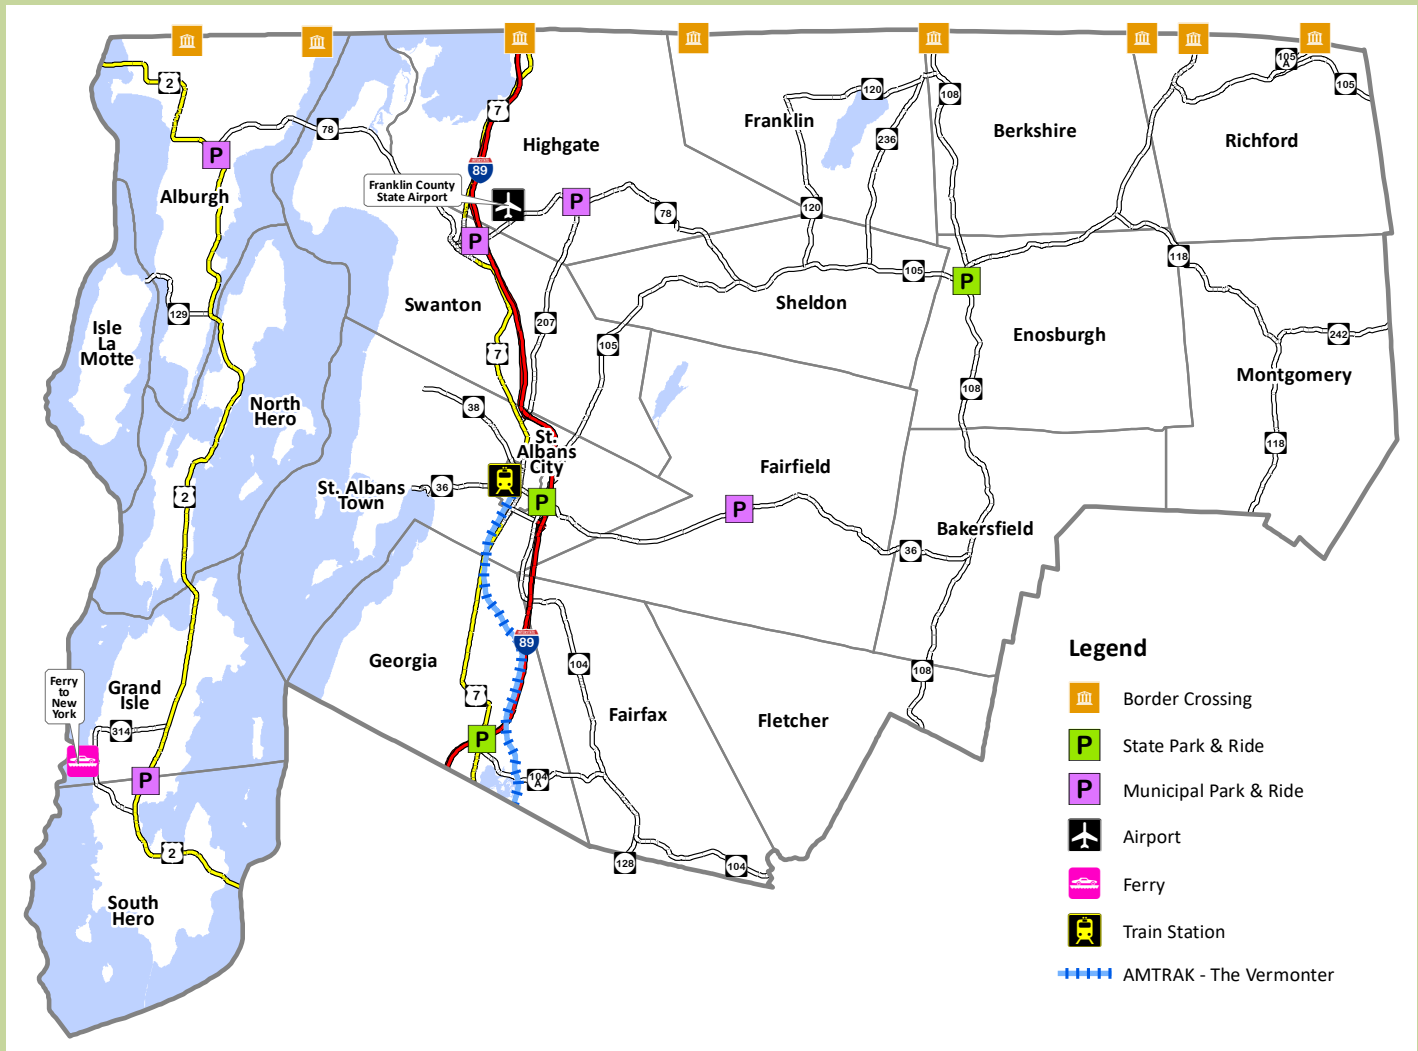 2
78
7
Highgate
89
Franklin County
State Airport
P
Alburgh
P
78
P
Franklin
120
108
236
120
Berkshire
105
A
105
Richford
118
129
Isle
La
Motte
Swanton
207
7
105
105
P
Sheldon
Enosburgh
242
Montgomery
North
Hero
38
108
118
St.
Albans
City
2
St. Albans
Town
36
P
Fairfield
P
36
Bakersfield
Georgia
89
104
108
7
Fairfax
Fletcher
Ferry
to
New
York
Grand
Isle
314
P
P
104
A
2
128
104
South
Hero
Legend
Border Crossing
P State Park & Ride
P Municipal Park & Ride
Airport
Ferry
Train Station
AMTRAK - The Vermonter